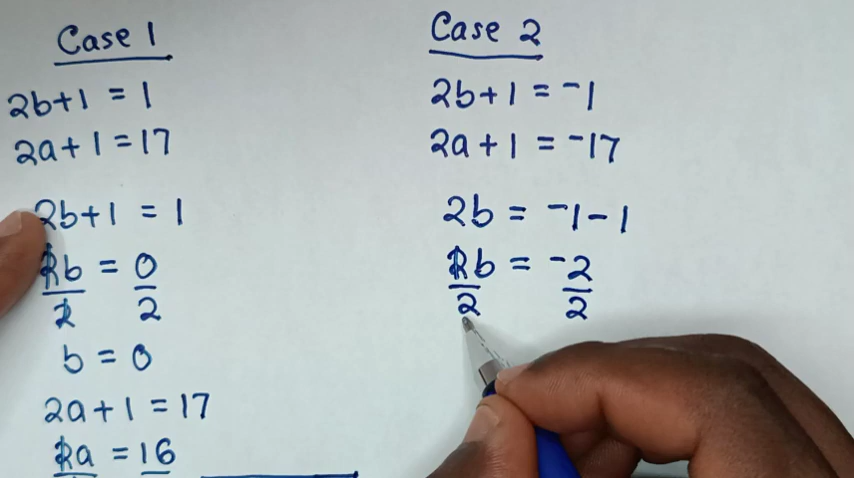 Case 1
2b+1 = 1
2a+1=17
2b+1 = 1
2b = 0
2 2
b = 0
2a+1=17
2a = 16
Case 2
2b+1 = -1
2a+1 = -17
2b = -1-1
2b = -2
2 2